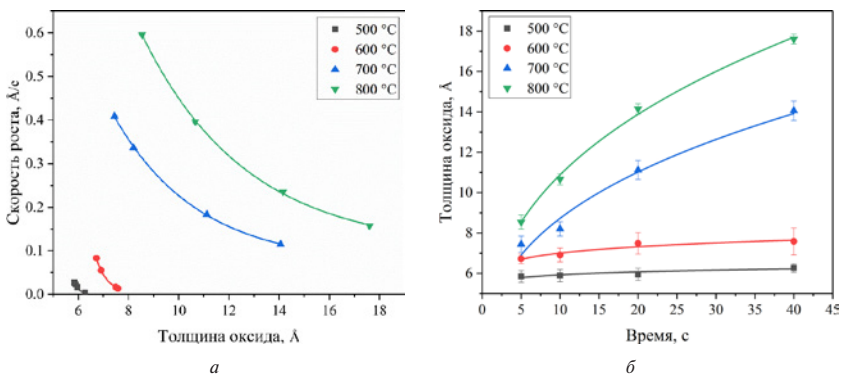 Скорость роста, Å/с
0.6
0.5
0.4
0.3
0.2
0.1
0.0
6 8 10 12 14 16 18
Толщина оксида, Å
500 °C
600 °C
700 °C
800 °C
а
Толщина оксида, Å
18
16
14
12
10
8
6
0 5 10 15 20 25 30 35 40 45
Время, с
500 °C
600 °C
700 °C
800 °C
б